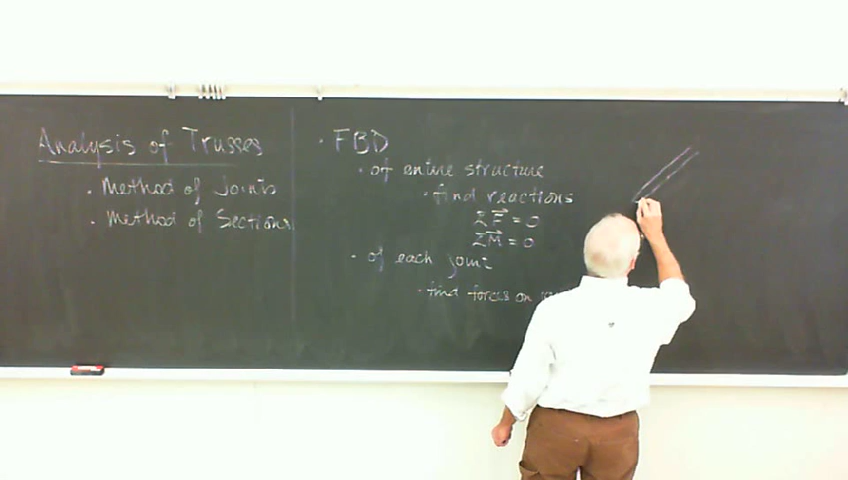 Analysis of Trusses
· Method of Joints
· Method of Sections
· FBD
· of entire structure
· find reactions
ΣF⃗ = 0
ΣM⃗ = 0
· of each joint
· find forces on